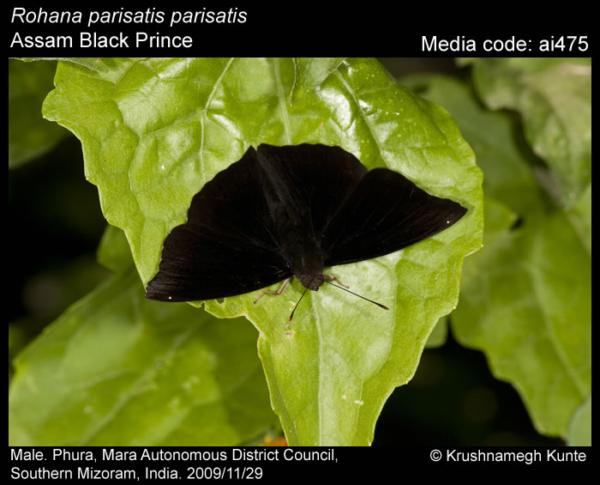 Rohana parisatis parisatis
Assam Black Prince
Media code: ai475
Male. Phura, Mara Autonomous District Council,
Southern Mizoram, India. 2009/11/29
© Krushnamegh Kunte